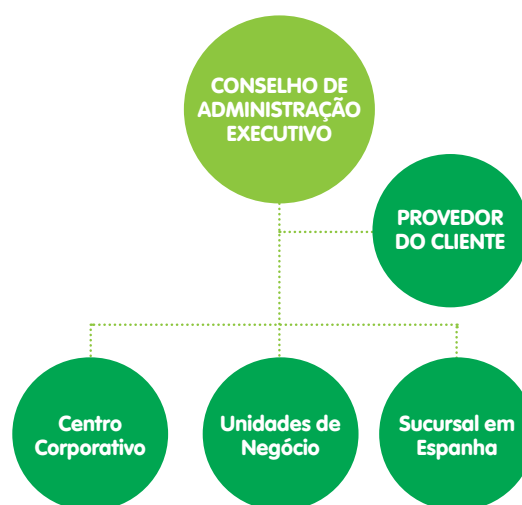 CONSELHO DE
ADMINISTRAÇÃO
EXECUTIVO
PROVEDOR
DO CLIENTE
Centro
Corporativo
Unidades de
Negócio
Sucursal em
Espanha